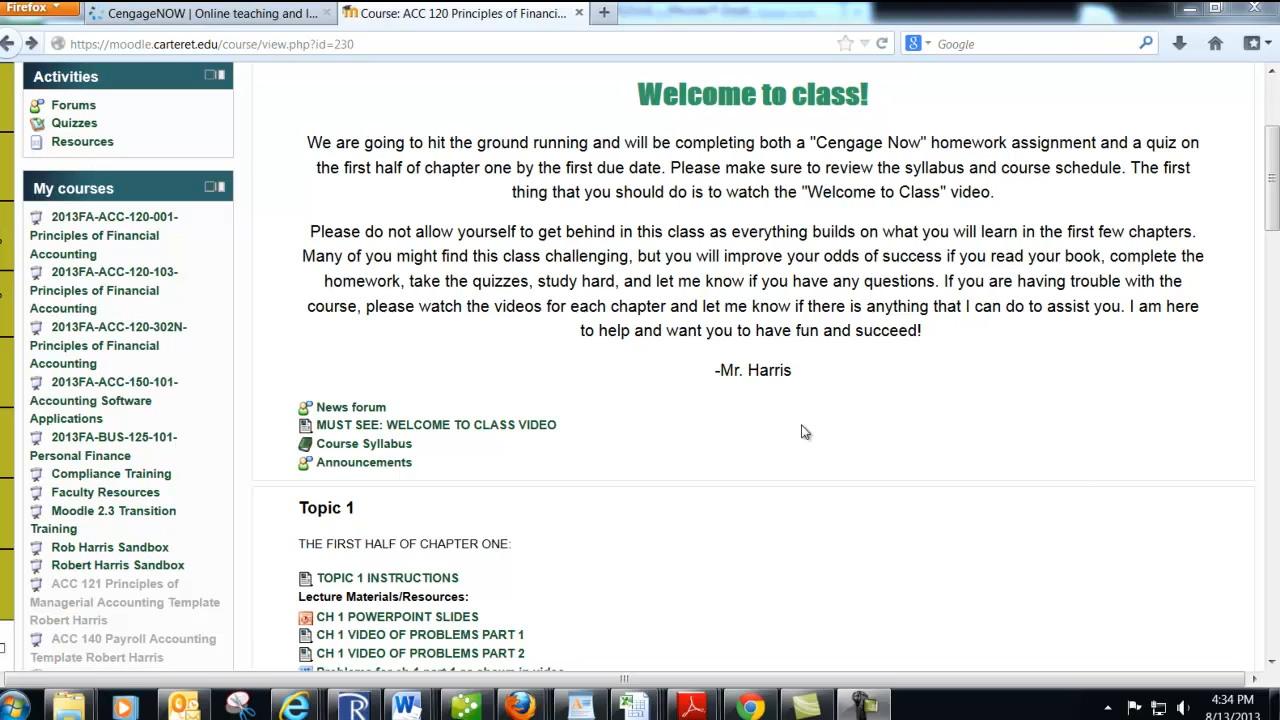 Firefox
CengageNOW | Online teaching and l...
Course: ACC 120 Principles of Financi...
https://moodle.carteret.edu/course/view.php?id=230
Google
Activities
Forums
Quizzes
Resources
My courses
2013FA-ACC-120-001-
Principles of Financial
Accounting
2013FA-ACC-120-103-
Principles of Financial
Accounting
2013FA-ACC-120-302N-
Principles of Financial
Accounting
2013FA-ACC-150-101-
Accounting Software
Applications
2013FA-BUS-125-101-
Personal Finance
Compliance Training
Faculty Resources
Moodle 2.3 Transition
Training
Rob Harris Sandbox
Robert Harris Sandbox
ACC 121 Principles of
Managerial Accounting Template
Robert Harris
ACC 140 Payroll Accounting
Template Robert Harris
Welcome to class!
We are going to hit the ground running and will be completing both a "Cengage Now" homework assignment and a quiz on
the first half of chapter one by the first due date. Please make sure to review the syllabus and course schedule. The first
thing that you should do is to watch the "Welcome to Class" video.
Please do not allow yourself to get behind in this class as everything builds on what you will learn in the first few chapters.
Many of you might find this class challenging, but you will improve your odds of success if you read your book, complete the
homework, take the quizzes, study hard, and let me know if you have any questions. If you are having trouble with the
course, please watch the videos for each chapter and let me know if there is anything that I can do to assist you. I am here
to help and want you to have fun and succeed!
-Mr. Harris
News forum
MUST SEE: WELCOME TO CLASS VIDEO
Course Syllabus
Announcements
Topic 1
THE FIRST HALF OF CHAPTER ONE:
TOPIC 1 INSTRUCTIONS
Lecture Materials/Resources:
CH 1 POWERPOINT SLIDES
CH 1 VIDEO OF PROBLEMS PART 1
CH 1 VIDEO OF PROBLEMS PART 2
Problems for ch 1 part 1 as shown in video
4:34 PM
8/13/2013